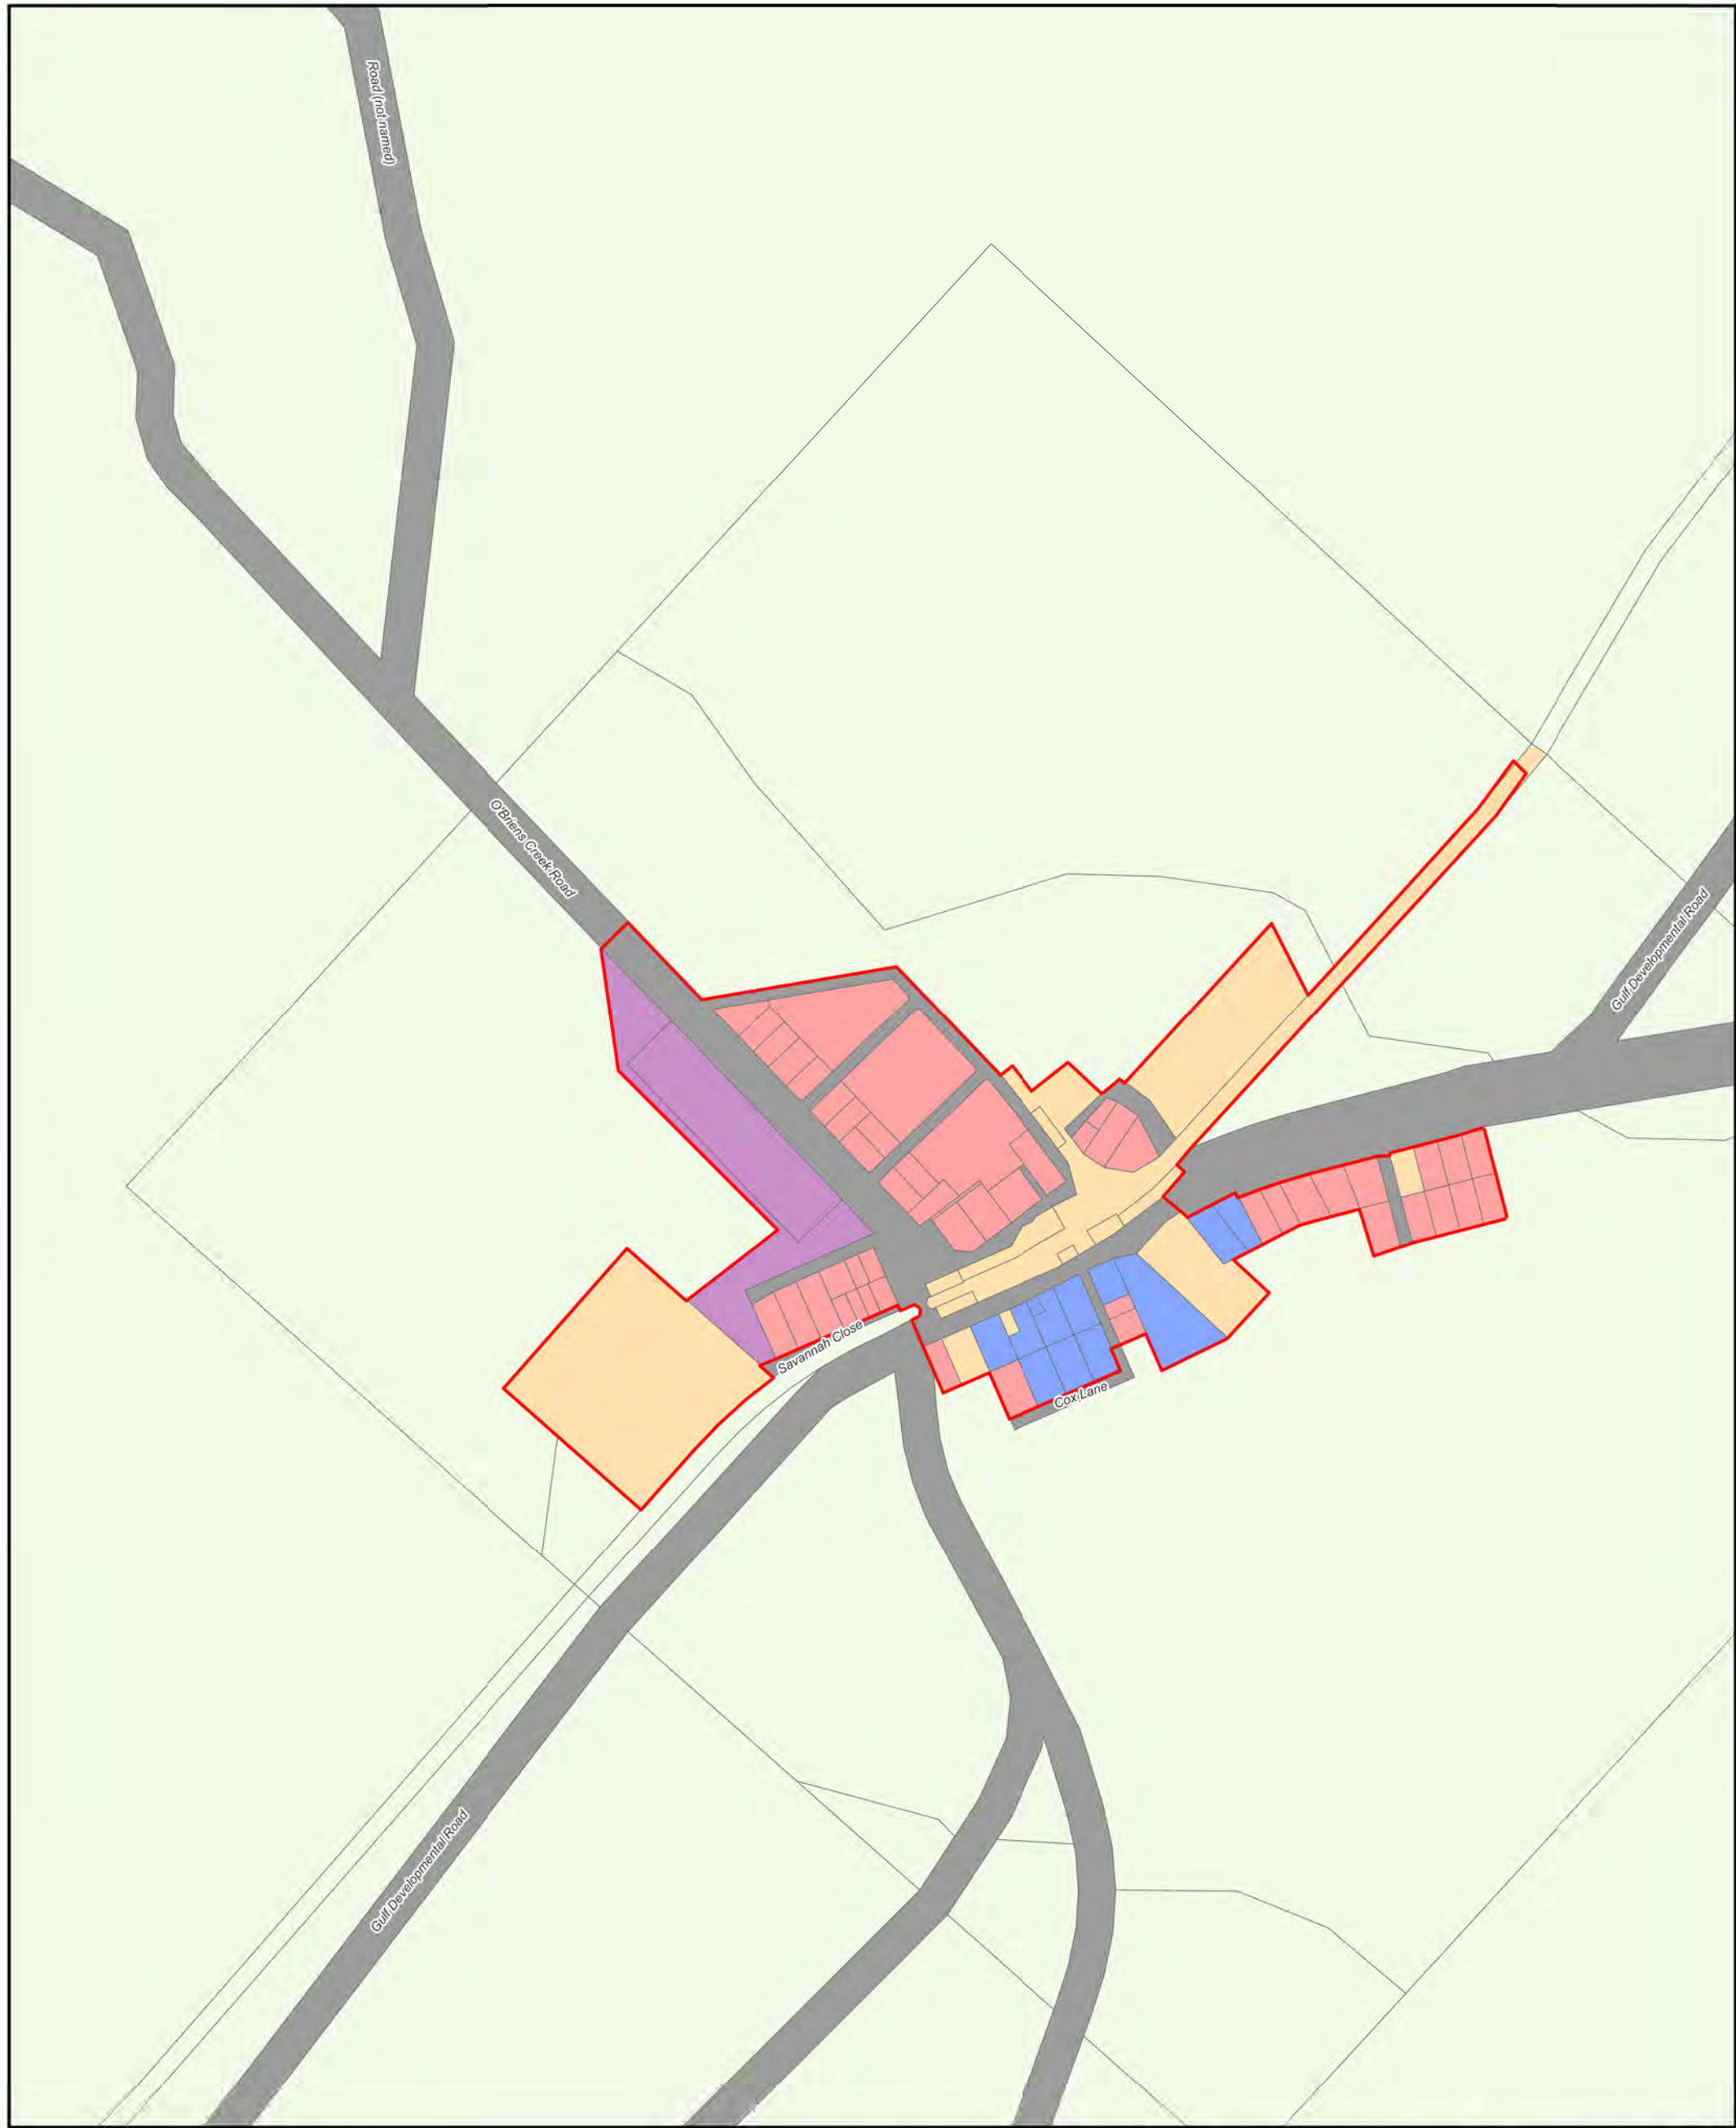 Road (not named)
O'Briens Creek Road
Gulf Developmental Road
Savannah Close
Cox Lane
Gulf Developmental Road